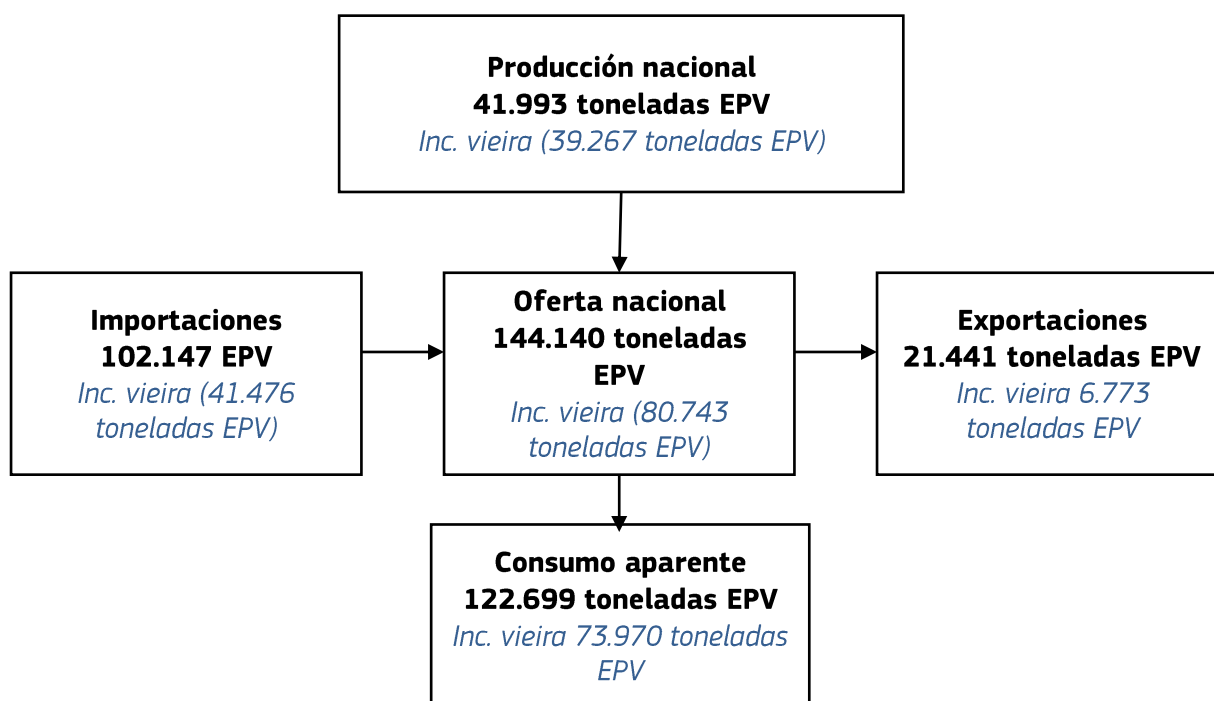 Producción nacional
41.993 toneladas EPV
Inc. vieira (39.267 toneladas EPV)
Importaciones
102.147 EPV
Inc. vieira (41.476
toneladas EPV)
Oferta nacional
144.140 toneladas
EPV
Inc. vieira (80.743
toneladas EPV)
Exportaciones
21.441 toneladas EPV
Inc. vieira 6.773
toneladas EPV
Consumo aparente
122.699 toneladas EPV
Inc. vieira 73.970 toneladas
EPV